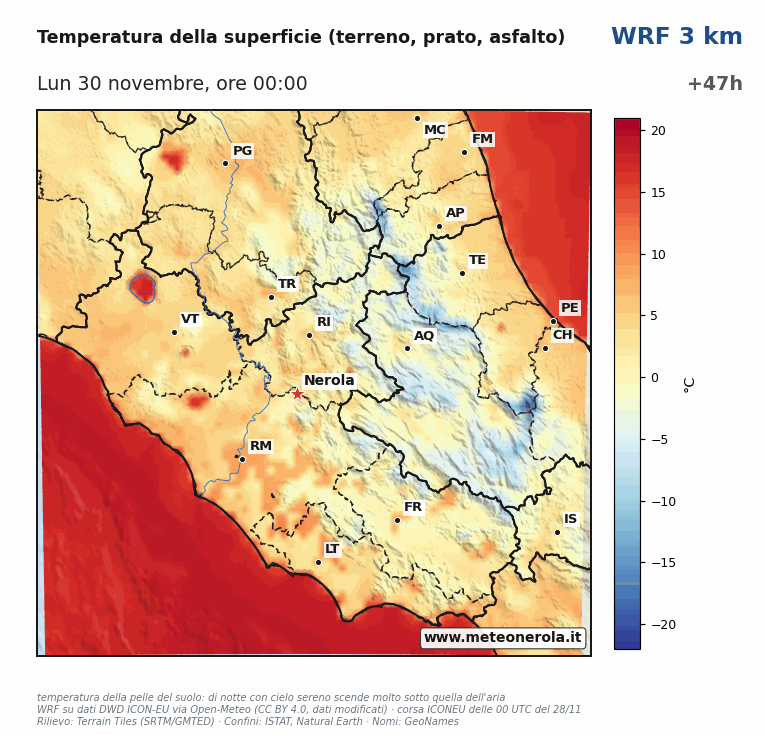 Temperatura della superficie (terreno, prato, asfalto)
WRF 3 km
Lun 30 novembre, ore 00:00
+47h
MC
FM
PG
AP
TE
TR
PE
VT
RI
AQ
CH
Nerola
RM
FR
IS
LT
www.meteonerola.it
20
15
10
5
0
−5
−10
−15
−20
°C
temperatura della pelle del suolo: di notte con cielo sereno scende molto sotto quella dell'aria
WRF su dati DWD ICON-EU via Open-Meteo (CC BY 4.0, dati modificati) · corsa ICONEU delle 00 UTC del 28/11
Rilievo: Terrain Tiles (SRTM/GMTED) · Confini: ISTAT, Natural Earth · Nomi: GeoNames